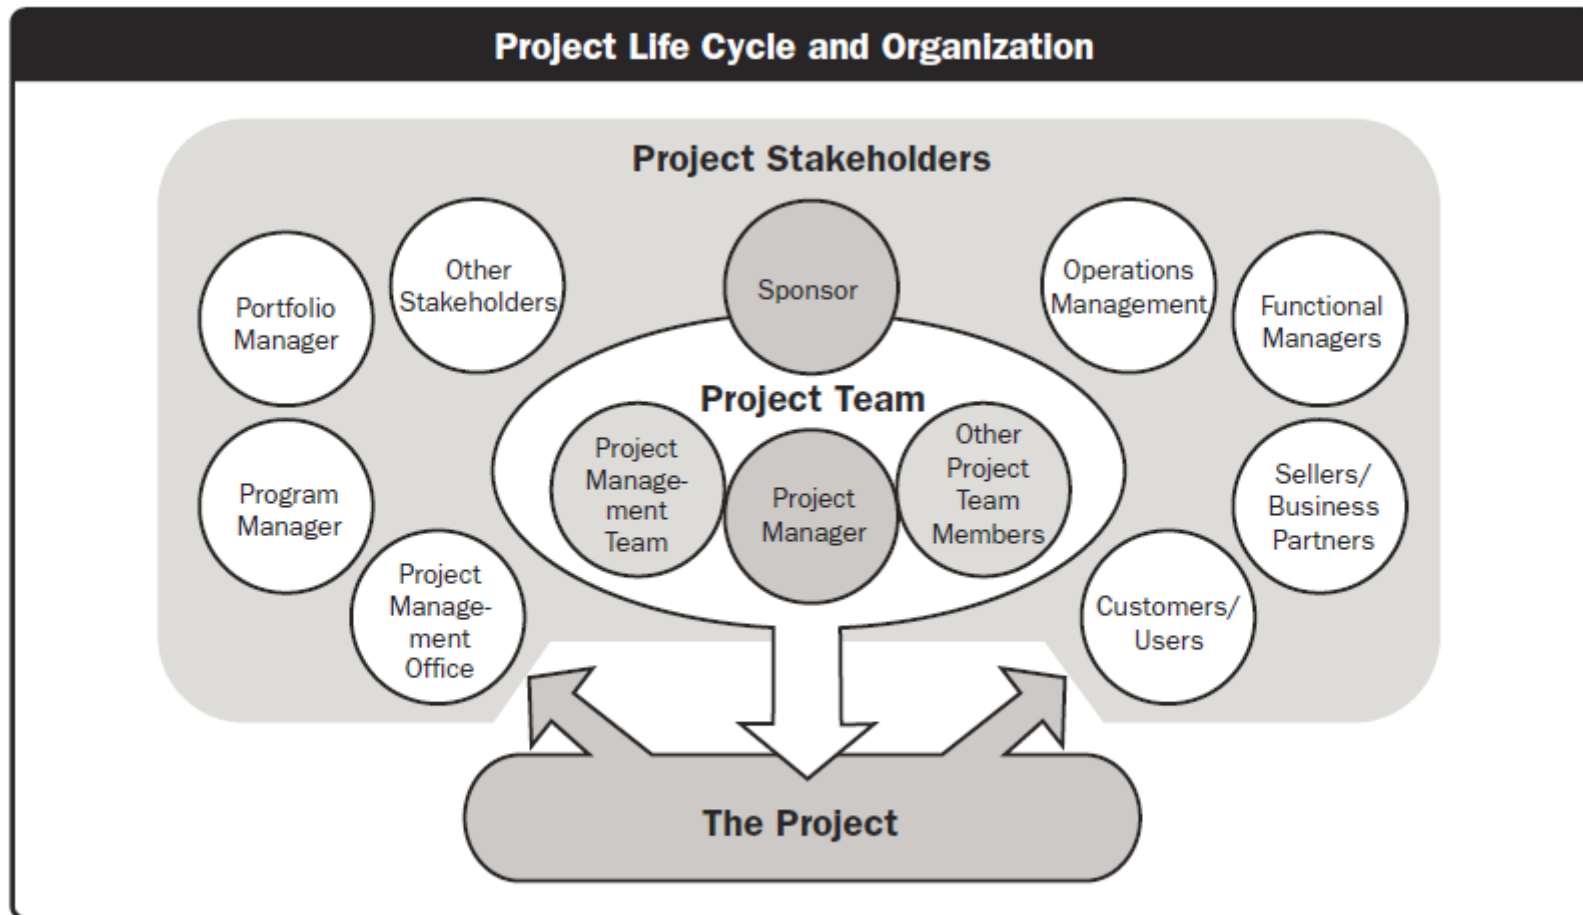 Project Life Cycle and Organization
Project Stakeholders
Portfolio
Manager
Other
Stakeholders
Sponsor
Operations
Management
Functional
Managers
Project Team
Project
Manage-
ment
Team
Project
Manager
Other
Project
Team
Members
Program
Manager
Sellers/
Business
Partners
Project
Manage-
ment
Office
Customers/
Users
The Project